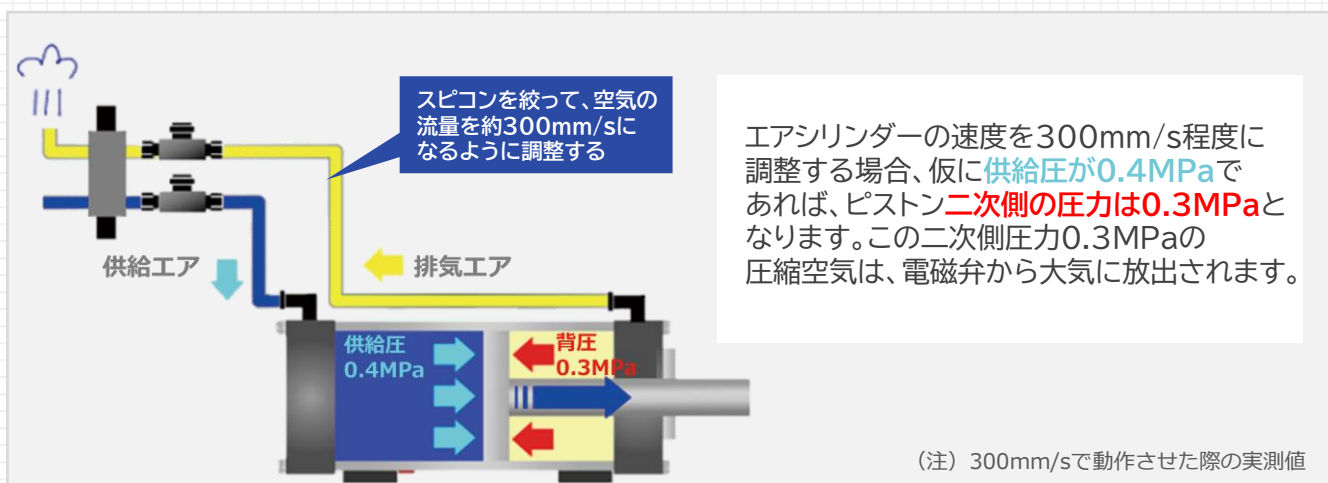 スピコンを絞って、空気の
流量を約300mm/sに
なるように調整する
供給エア
排気エア
供給圧
0.4MPa
背圧
0.3MPa
エアシリンダーの速度を300mm/s程度に
調整する場合、仮に供給圧が0.4MPaで
あれば、ピストン二次側の圧力は0.3MPaと
なります。この二次側圧力0.3MPaの
圧縮空気は、電磁弁から大気に放出されます。
（注）300mm/sで動作させた際の実測値